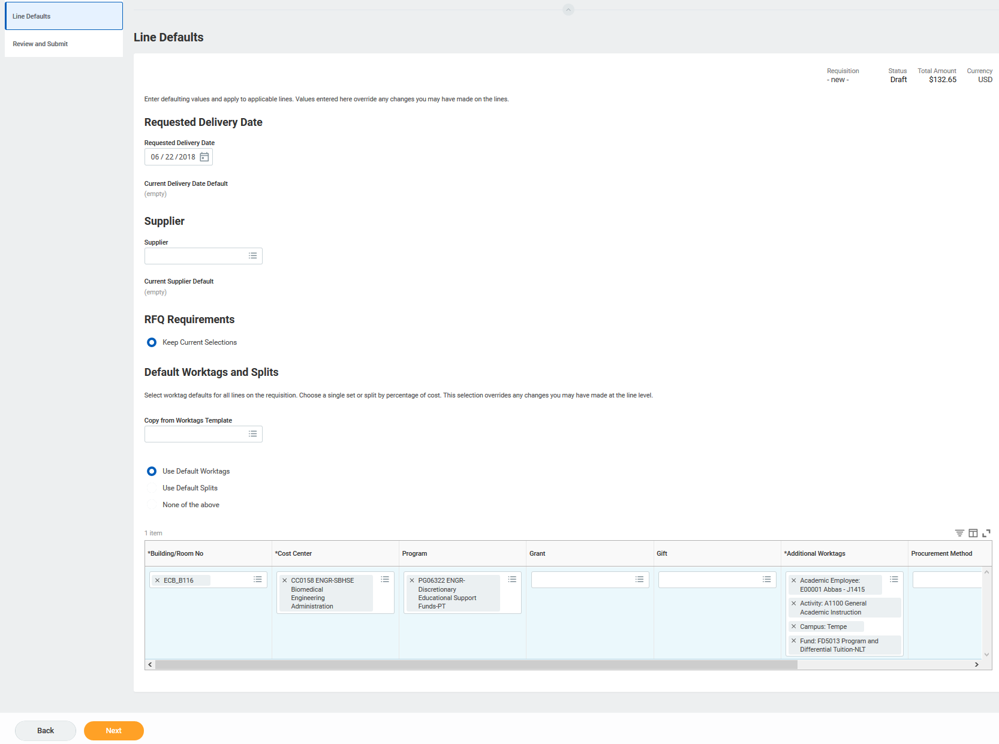 Line Defaults
Review and Submit
Line Defaults
Requisition Status Total Amount Currency
- new - Draft $132.65 USD
Enter defaulting values and apply to applicable lines. Values entered here override any changes you may have made on the lines.
Requested Delivery Date
Requested Delivery Date
06 / 22 / 2018
Current Delivery Date Default
(empty)
Supplier
Supplier
Current Supplier Default
(empty)
RFQ Requirements
Keep Current Selections
Default Worktags and Splits
Select worktag defaults for all lines on the requisition. Choose a single set or split by percentage of cost. This selection overrides any changes you may have made at the line level.
Copy from Worktags Template
Use Default Worktags
Use Default Splits
None of the above
1 item
*Building/Room No *Cost Center Program Grant Gift *Additional Worktags Procurement Method
ECB_B116
CC0158 ENGR-SBHSE
Biomedical
Engineering
Administration
PG06322 ENGR-
Discretionary
Educational Support
Funds-PT
Academic Employee:
E00001 Abbas - J1415
Activity: A1100 General
Academic Instruction
Campus: Tempe
Fund: FD5013 Program and
Differential Tuition-NLT
Back Next